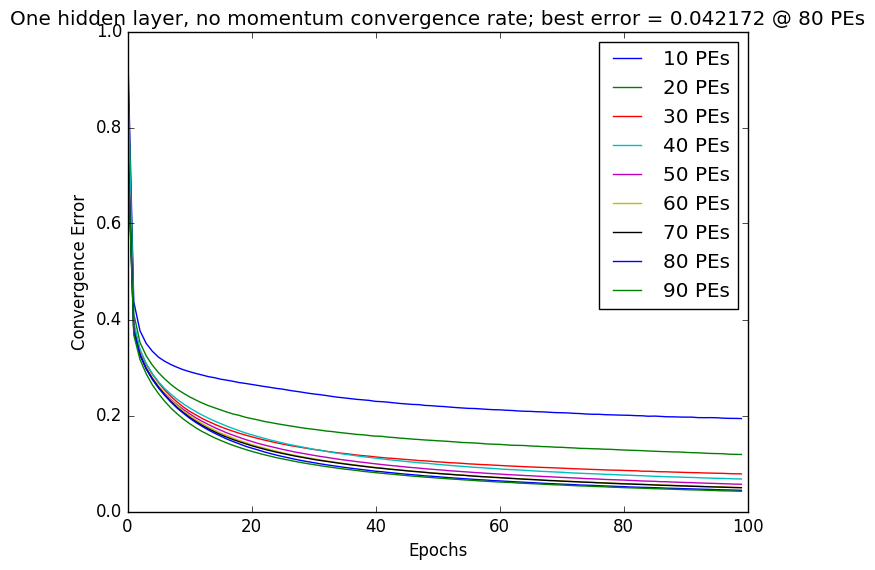 One hidden layer, no momentum convergence rate; best error = 0.042172 @ 80 PEs
1.0
0.8
0.6
0.4
0.2
0.0
Convergence Error
10 PEs
20 PEs
30 PEs
40 PEs
50 PEs
60 PEs
70 PEs
80 PEs
90 PEs
0 20 40 60 80 100
Epochs